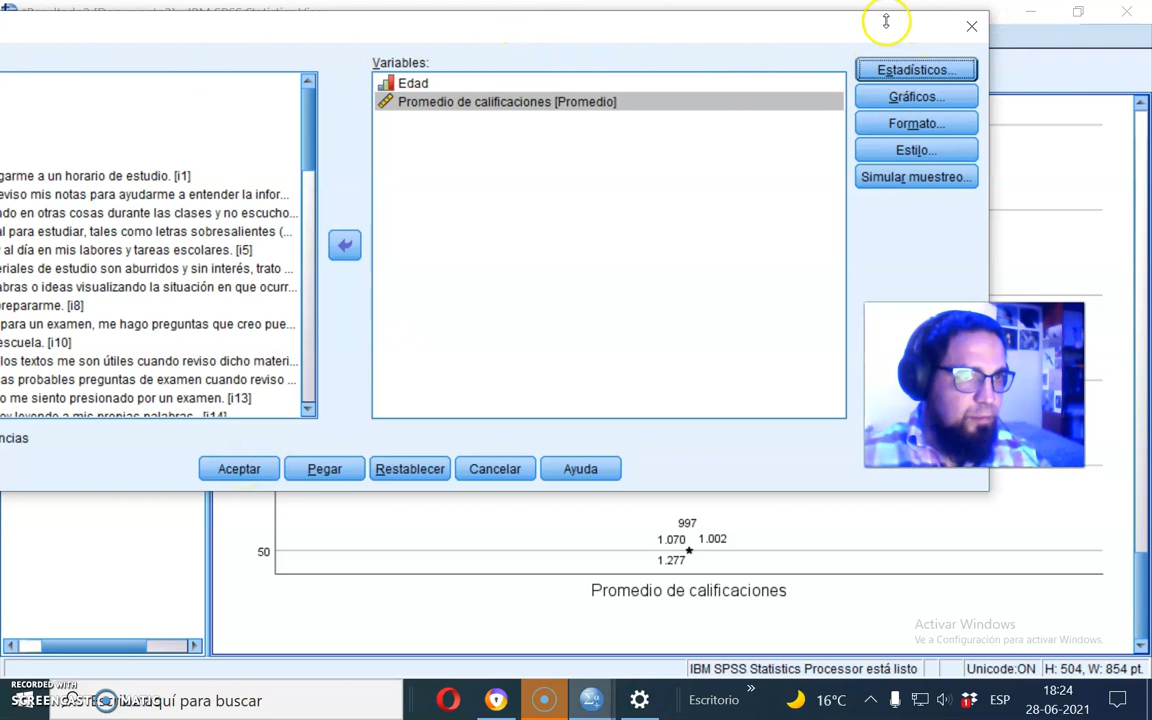 Variables:
Edad
Promedio de calificaciones [Promedio]
Estadísticos...
Gráficos...
Formato...
Estilo...
Simular muestreo...
garme a un horario de estudio. [i1]
eviso mis notas para ayudarme a entender la infor...
ndo en otras cosas durante las clases y no escucho...
al para estudiar, tales como letras sobresalientes (...
y al día en mis labores y tareas escolares. [i5]
eriales de estudio son aburridos y sin interés, trato ...
abras o ideas visualizando la situación en que ocurr...
prepararme. [i8]
para un examen, me hago preguntas que creo pue...
escuela. [i10]
los textos me son útiles cuando reviso dicho materi...
as probables preguntas de examen cuando reviso ...
o me siento presionado por un examen. [i13]
oy leyendo a mis propias palabras. [i14]
ncias
Aceptar
Pegar
Restablecer
Cancelar
Ayuda
997
1.070
1.002
50
1.277
Promedio de calificaciones
Activar Windows
Ve a Configuración para activar Windows.
IBM SPSS Statistics Processor está listo
Unicode:ON
H: 504, W: 854 pt.
RECORDED WITH
SCREENCAST-O-MATIC
aquí para buscar
Escritorio
»
16°C
ESP
18:24
28-06-2021